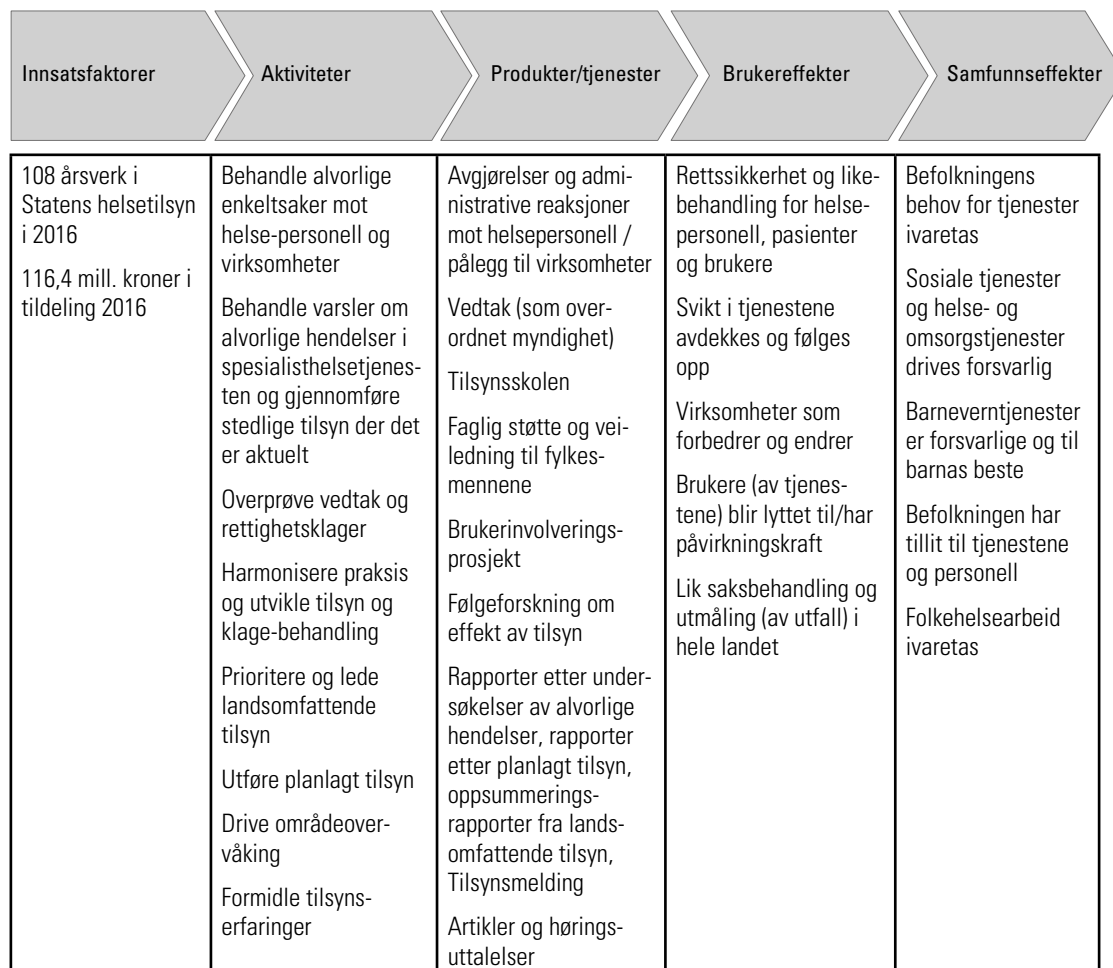 Innsatsfaktorer
Aktiviteter
Produkter/tjenester
Brukereffekter
Samfunnseffekter
108 årsverk i
Statens helsetilsyn
i 2016
116,4 mill. kroner i
tildeling 2016
Behandle alvorlige
enkeltsaker mot
helse-personell og
virksomheter
Behandle varsler om
alvorlige hendelser i
spesialisthelsetjenes-
ten og gjennomføre
stedlige tilsyn der det
er aktuelt
Overprøve vedtak og
rettighetsklager
Harmonisere praksis
og utvikle tilsyn og
klage-behandling
Prioritere og lede
landsomfattende
tilsyn
Utføre planlagt tilsyn
Drive områdeover-
våking
Formidle tilsyns-
erfaringer
Avgjørelser og admi-
nistrative reaksjoner
mot helsepersonell /
pålegg til virksomheter
Vedtak (som over-
ordnet myndighet)
Tilsynsskolen
Faglig støtte og vei-
ledning til fylkes-
mennene
Brukerinvolverings-
prosjekt
Følgeforskning om
effekt av tilsyn
Rapporter etter under-
søkelser av alvorlige
hendelser, rapporter
etter planlagt tilsyn,
oppsummerings-
rapporter fra lands-
omfattende tilsyn,
Tilsynsmelding
Artikler og hørings-
uttalelser
Rettssikkerhet og like-
behandling for helse-
personell, pasienter
og brukere
Svikt i tjenestene
avdekkes og følges
opp
Virksomheter som
forbedrer og endrer
Brukere (av tjenes-
tene) blir lyttet til/har
påvirkningskraft
Lik saksbehandling og
utmåling (av utfall) i
hele landet
Befolkningens
behov for tjenester
ivaretas
Sosiale tjenester
og helse- og
omsorgstjenester
drives forsvarlig
Barneverntjenester
er forsvarlige og til
barnas beste
Befolkningen har
tillit til tjenestene
og personell
Folkehelsearbeid
ivaretas